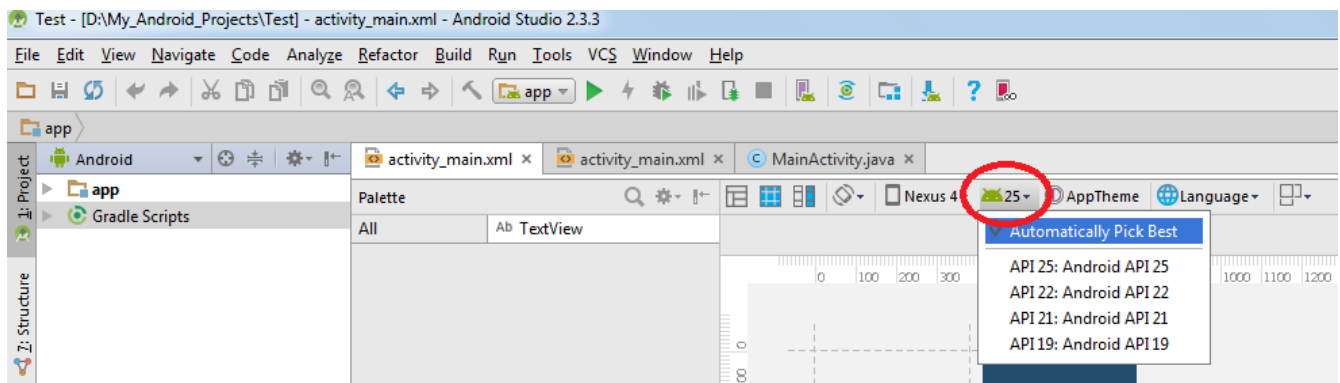 Test - [D:\My_Android_Projects\Test] - activity_main.xml - Android Studio 2.3.3
File Edit View Navigate Code Analyze Refactor Build Run Tools VCS Window Help
app
app
1: Project
Android
activity_main.xml
activity_main.xml
MainActivity.java
app
Gradle Scripts
Palette
Nexus 4
25
AppTheme
Language
All
Ab TextView
Automatically Pick Best
API 25: Android API 25
API 22: Android API 22
API 21: Android API 21
API 19: Android API 19
0 100 200 300 1000 1100 1200
0
7: Structure